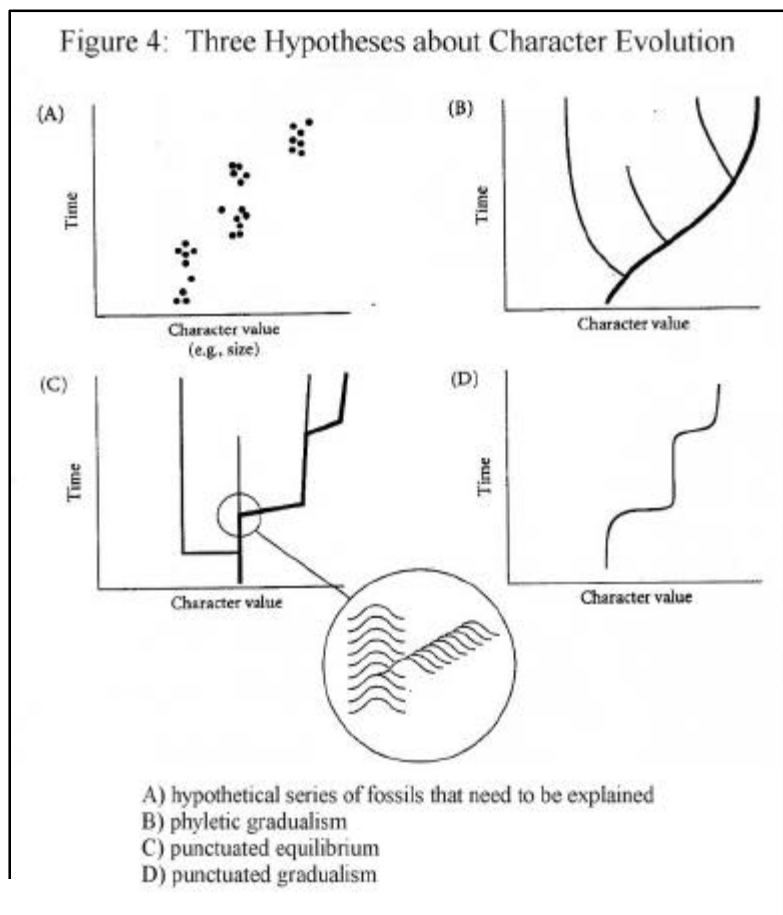 Figure 4: Three Hypotheses about Character Evolution
(A)
Time
Character value
(e.g., size)
(B)
Time
Character value
(C)
Time
Character value
(D)
Time
Character value
A) hypothetical series of fossils that need to be explained
B) phyletic gradualism
C) punctuated equilibrium
D) punctuated gradualism